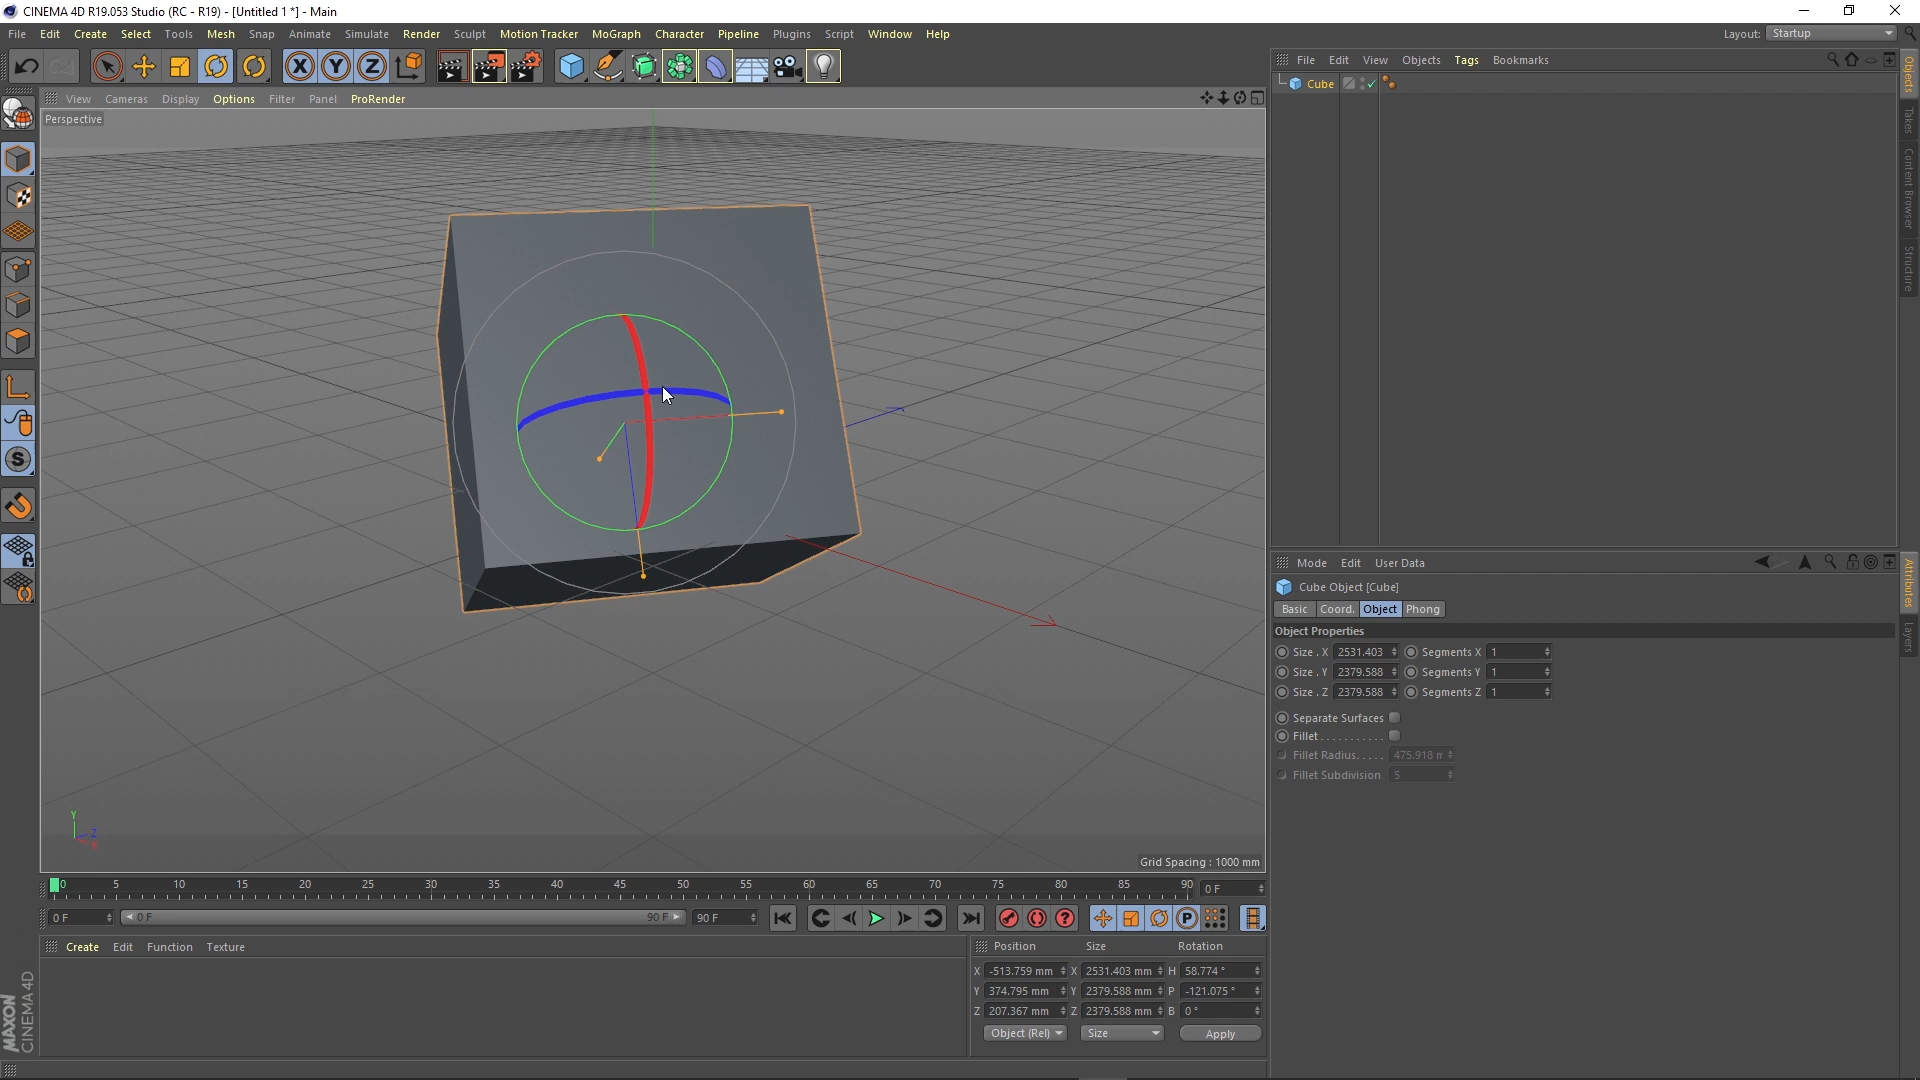 CINEMA 4D R19.053 Studio (RC - R19) - [Untitled 1 *] - Main
File Edit Create Select Tools Mesh Snap Animate Simulate Render Sculpt Motion Tracker MoGraph Character Pipeline Plugins Script Window Help Layout: Startup
X Y Z
File Edit View Objects Tags Bookmarks
Cube
View Cameras Display Options Filter Panel ProRender
Perspective
S
Y
Z
X
Grid Spacing : 1000 mm
Objects
Takes
Content Browser
Structure
Mode Edit User Data
Cube Object [Cube]
Basic Coord. Object Phong
Object Properties
Size . X 2531.403 Segments X 1
Size . Y 2379.588 Segments Y 1
Size . Z 2379.588 Segments Z 1
Separate Surfaces
Fillet . . . . . . . . . . .
Fillet Radius. . . . . 475.918 m
Fillet Subdivision 5
Attributes
Layers
0 5 10 15 20 25 30 35 40 45 50 55 60 65 70 75 80 85 90 0 F
0 F 0 F 90 F 90 F
P
Create Edit Function Texture
Position Size Rotation
X -513.759 mm X 2531.403 mm H 58.774 °
Y 374.795 mm Y 2379.588 mm P -121.075 °
Z 207.367 mm Z 2379.588 mm B 0 °
Object (Rel) Size Apply
MAXON
CINEMA 4D